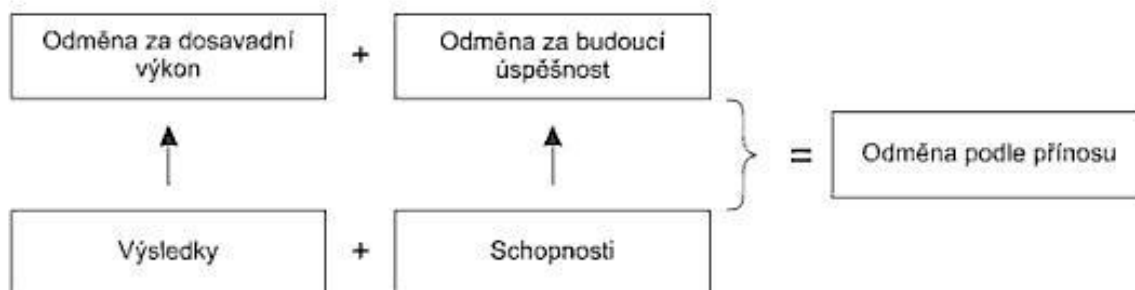 Odměna za dosavadní
výkon
+
Odměna za budoucí
úspěšnost
=
Odměna podle přínosu
Výsledky
+
Schopnosti